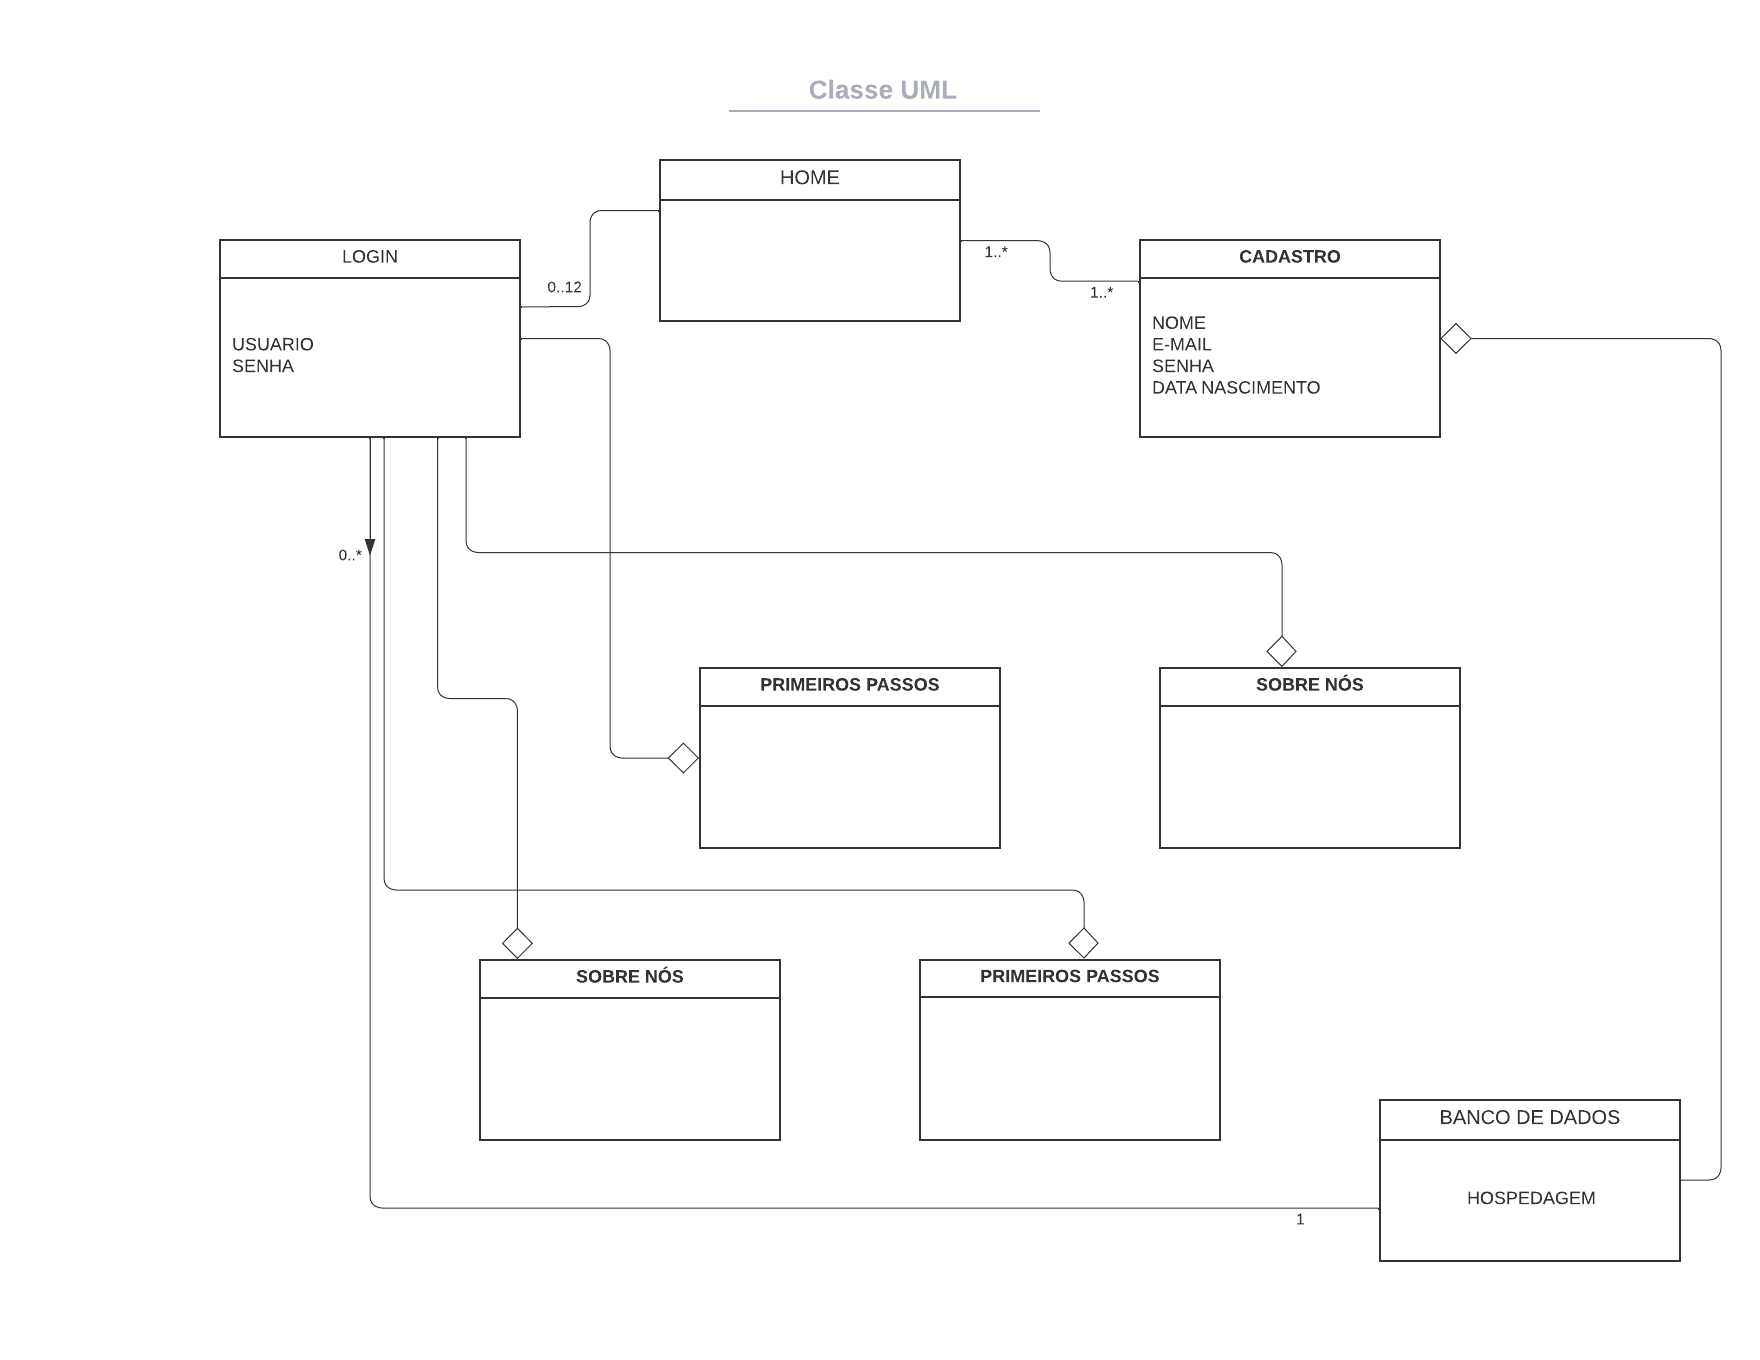 Classe UML
HOME
LOGIN
USUARIO
SENHA
0..12
1..*
1..*
CADASTRO
NOME
E-MAIL
SENHA
DATA NASCIMENTO
0..*
PRIMEIROS PASSOS
SOBRE NÓS
SOBRE NÓS
PRIMEIROS PASSOS
BANCO DE DADOS
HOSPEDAGEM
1